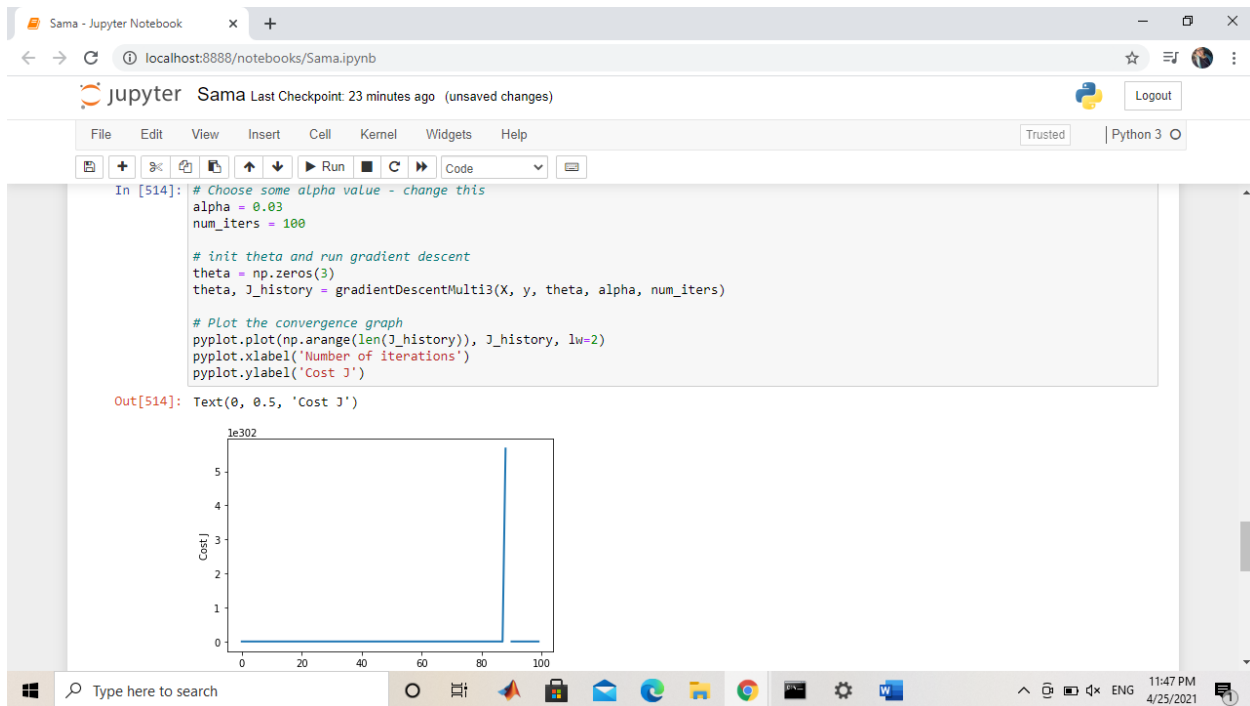 Sama - Jupyter Notebook
localhost:8888/notebooks/Sama.ipynb
jupyter Sama Last Checkpoint: 23 minutes ago (unsaved changes)
Logout
File Edit View Insert Cell Kernel Widgets Help
Trusted Python 3
Run Code
In [514]: # Choose some alpha value - change this
alpha = 0.03
num_iters = 100
# init theta and run gradient descent
theta = np.zeros(3)
theta, J_history = gradientDescentMulti3(X, y, theta, alpha, num_iters)
# Plot the convergence graph
pyplot.plot(np.arange(len(J_history)), J_history, lw=2)
pyplot.xlabel('Number of iterations')
pyplot.ylabel('Cost J')
Out[514]: Text(0, 0.5, 'Cost J')
1e302
5
4
3
2
1
0
Cost J
0 20 40 60 80 100
Type here to search
ENG
11:47 PM
4/25/2021
1